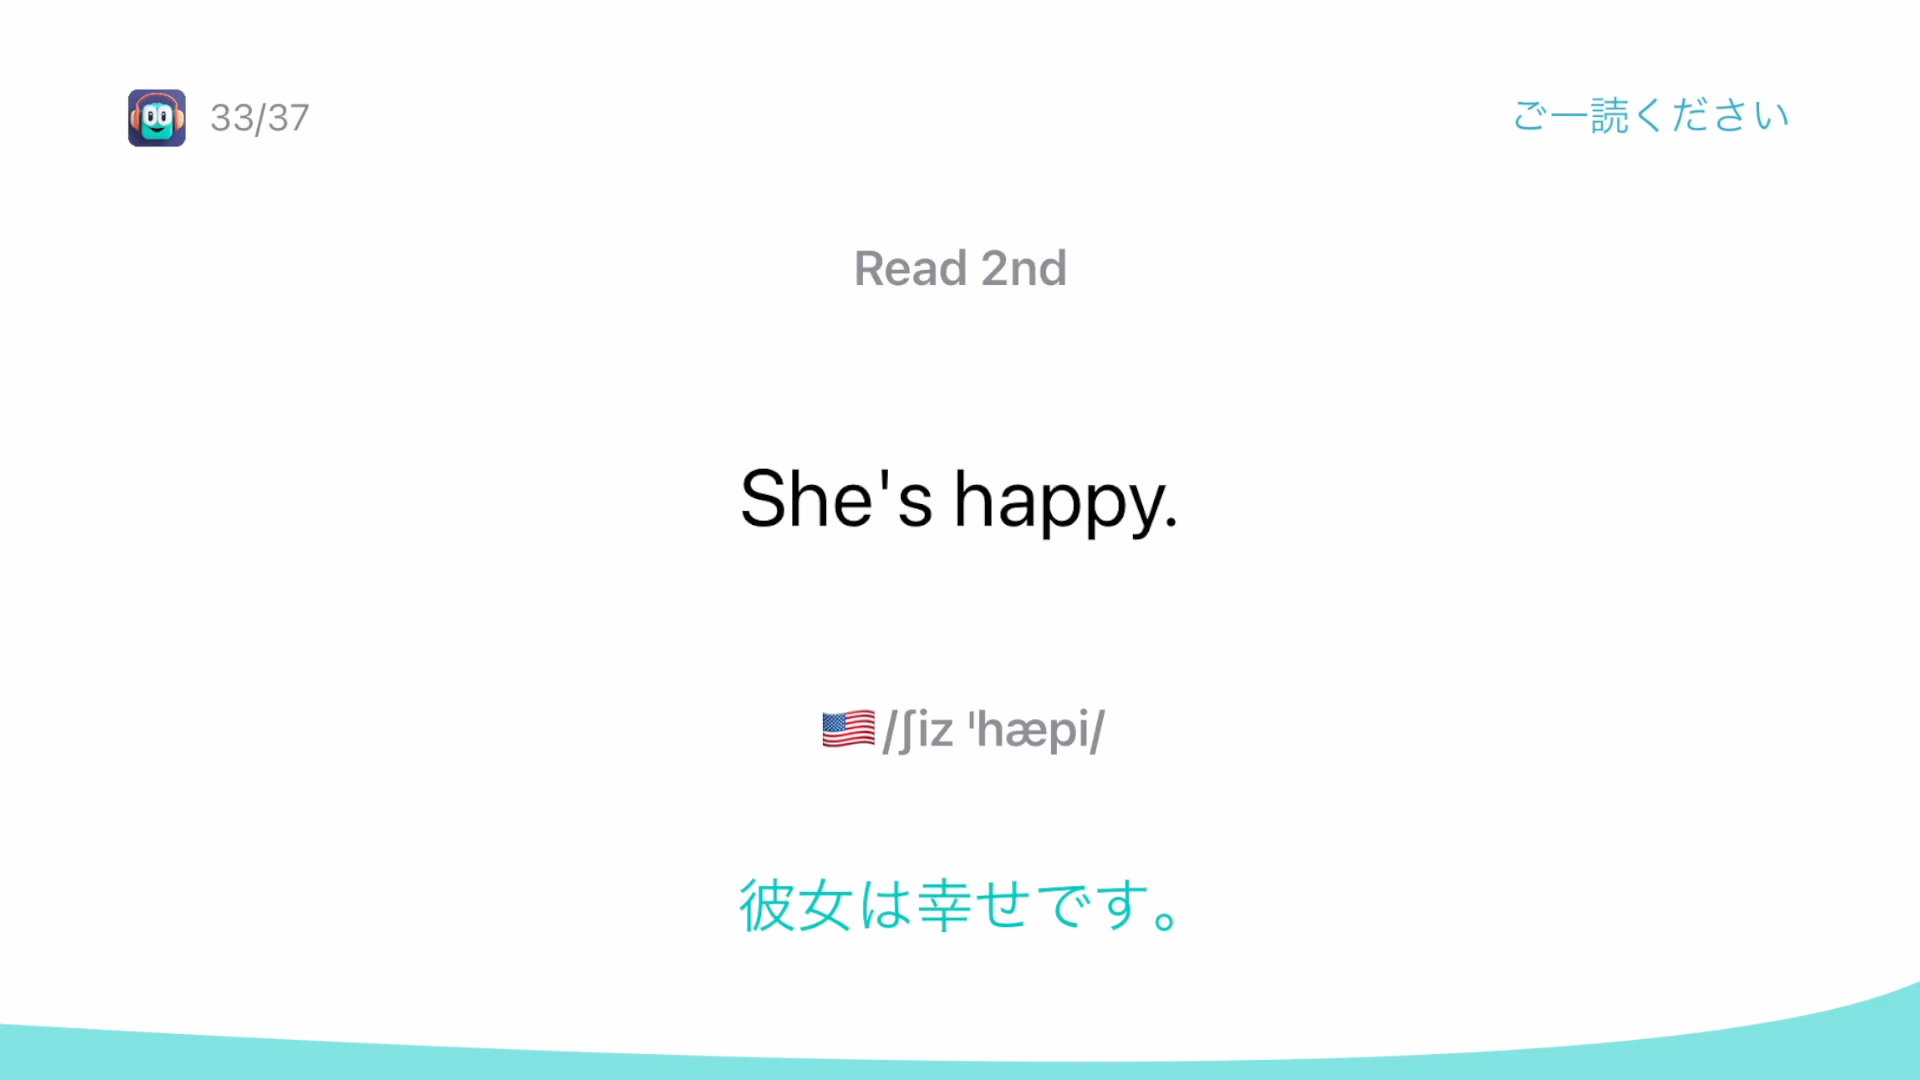 33/37
ご一読ください
Read 2nd
She's happy.
🇺🇸/ʃiz ˈhæpi/
彼女は幸せです。